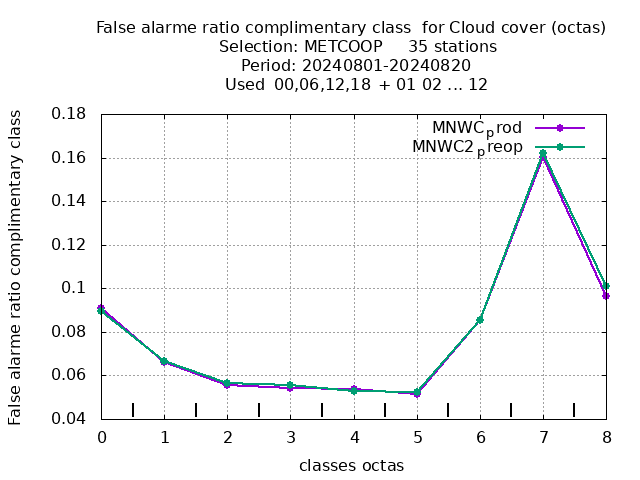 False alarme ratio complimentary class  for Cloud cover (octas)
Selection: METCOOP     35 stations
Period: 20240801-20240820
Used  00,06,12,18 + 01 02 ... 12
False alarme ratio complimentary class
0.18
0.16
0.14
0.12
0.1
0.08
0.06
0.04
MNWCprod
MNWC2preop
0 1 2 3 4 5 6 7 8
classes octas